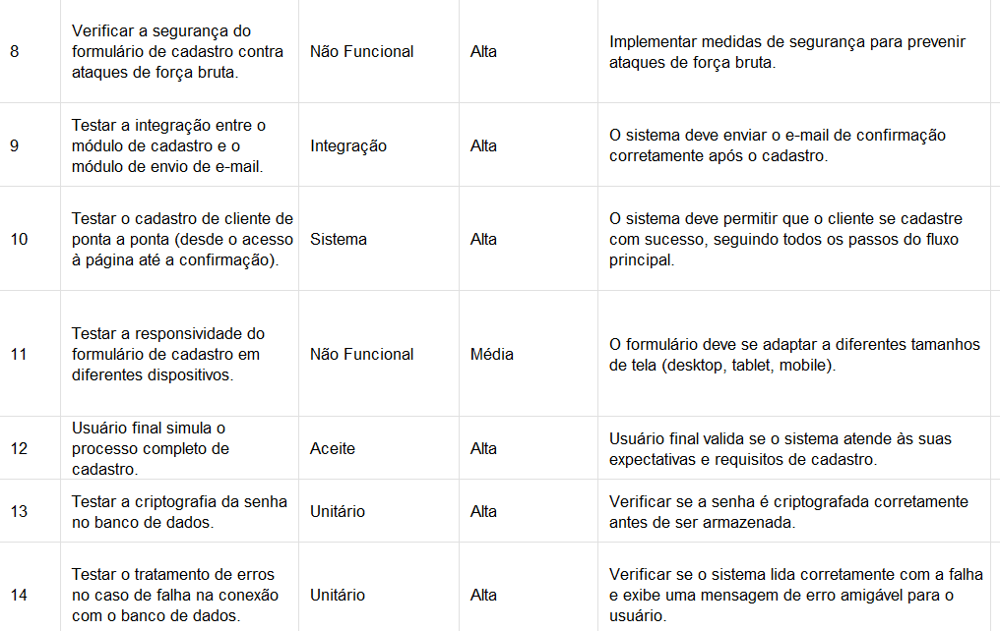 8
Verificar a segurança do
formulário de cadastro contra
ataques de força bruta.
Não Funcional
Alta
Implementar medidas de segurança para prevenir
ataques de força bruta.
9
Testar a integração entre o
módulo de cadastro e o
módulo de envio de e-mail.
Integração
Alta
O sistema deve enviar o e-mail de confirmação
corretamente após o cadastro.
10
Testar o cadastro de cliente de
ponta a ponta (desde o acesso
à página até a confirmação).
Sistema
Alta
O sistema deve permitir que o cliente se cadastre
com sucesso, seguindo todos os passos do fluxo
principal.
11
Testar a responsividade do
formulário de cadastro em
diferentes dispositivos.
Não Funcional
Média
O formulário deve se adaptar a diferentes tamanhos
de tela (desktop, tablet, mobile).
12
Usuário final simula o
processo completo de
cadastro.
Aceite
Alta
Usuário final valida se o sistema atende às suas
expectativas e requisitos de cadastro.
13
Testar a criptografia da senha
no banco de dados.
Unitário
Alta
Verificar se a senha é criptografada corretamente
antes de ser armazenada.
14
Testar o tratamento de erros
no caso de falha na conexão
com o banco de dados.
Unitário
Alta
Verificar se o sistema lida corretamente com a falha
e exibe uma mensagem de erro amigável para o
usuário.